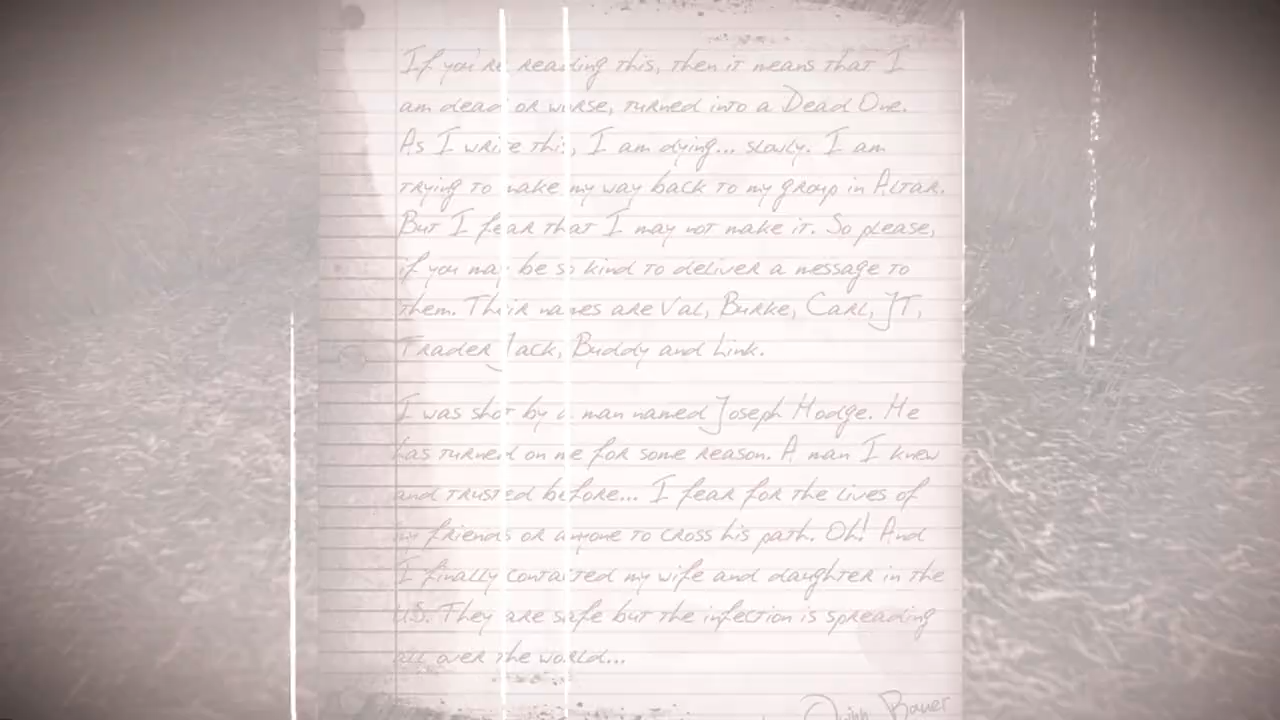 If you're reading this, then it means that I
am dead or worse, turned into a Dead One.
As I write this, I am dying... slowly. I am
trying to make my way back to my group in Altar.
But I fear that I may not make it. So please,
if you may be so kind to deliver a message to
them. Their names are Val, Burke, Carl, JT,
Trader Jack, Buddy and Link.
I was shot by a man named Joseph Hodge. He
has turned on me for some reason. A man I knew
and trusted before... I fear for the lives of
my friends or anyone to cross his path. Oh! And
I finally contacted my wife and daughter in the
U.S. They are safe but the infection is spreading
all over the world...
Quinn Bauer